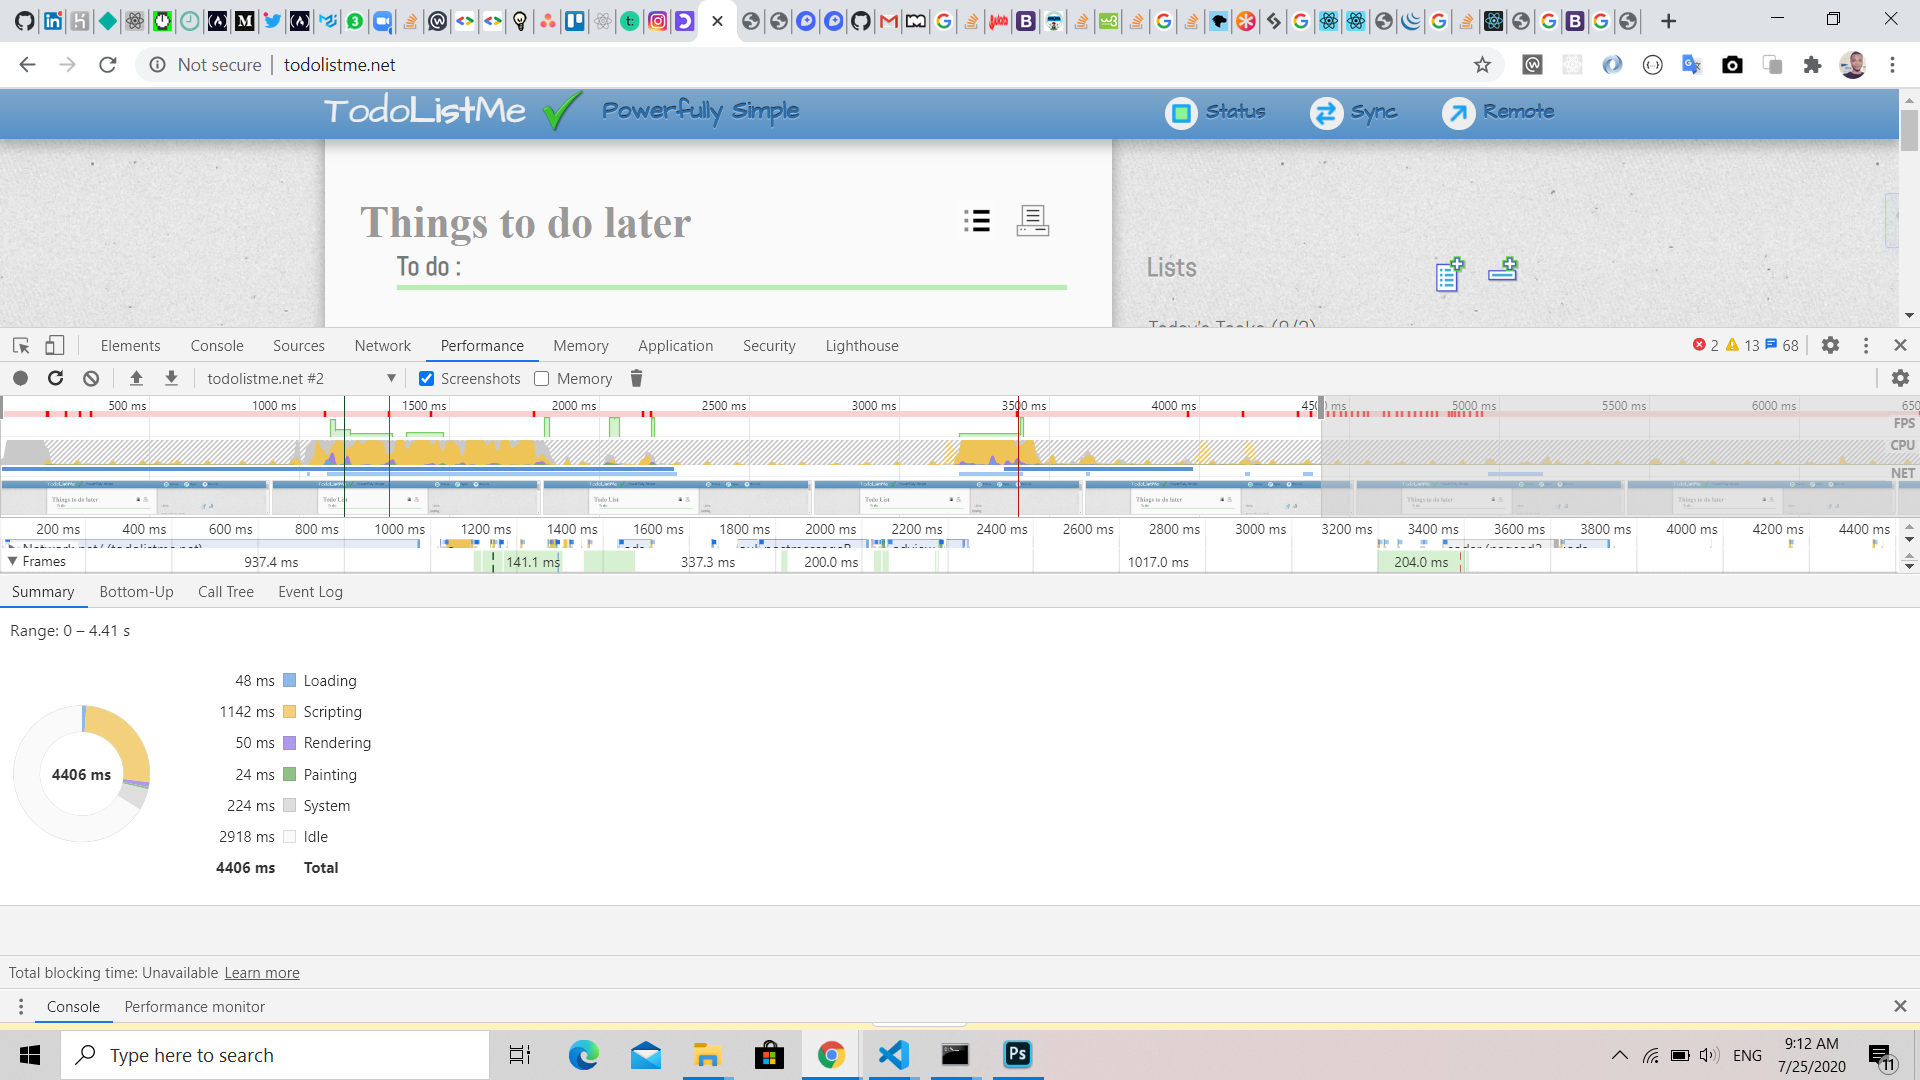 Not secure | todolistme.net
TodoListMe Powerfully Simple Status Sync Remote
Things to do later
To do :
Lists
Today's Tasks
Elements Console Sources Network Performance Memory Application Security Lighthouse 2 13 68
todolistme.net #2 Screenshots Memory
500 ms 1000 ms 1500 ms 2000 ms 2500 ms 3000 ms 3500 ms 4000 ms 5000 ms 5500 ms 6000 ms
FPS
CPU
NET
200 ms 400 ms 600 ms 800 ms 1000 ms 1200 ms 1400 ms 1600 ms 1800 ms 2000 ms 2200 ms 2400 ms 2600 ms 2800 ms 3000 ms 3200 ms 3400 ms 3600 ms 3800 ms 4000 ms 4200 ms 4400 ms
Frames 937.4 ms 141.1 ms 337.3 ms 200.0 ms 1017.0 ms 204.0 ms
Summary Bottom-Up Call Tree Event Log
Range: 0 – 4.41 s
48 ms Loading
1142 ms Scripting
50 ms Rendering
4406 ms
24 ms Painting
224 ms System
2918 ms Idle
4406 ms Total
Total blocking time: Unavailable Learn more
Console Performance monitor
Type here to search
Ps
ENG
9:12 AM
7/25/2020
11